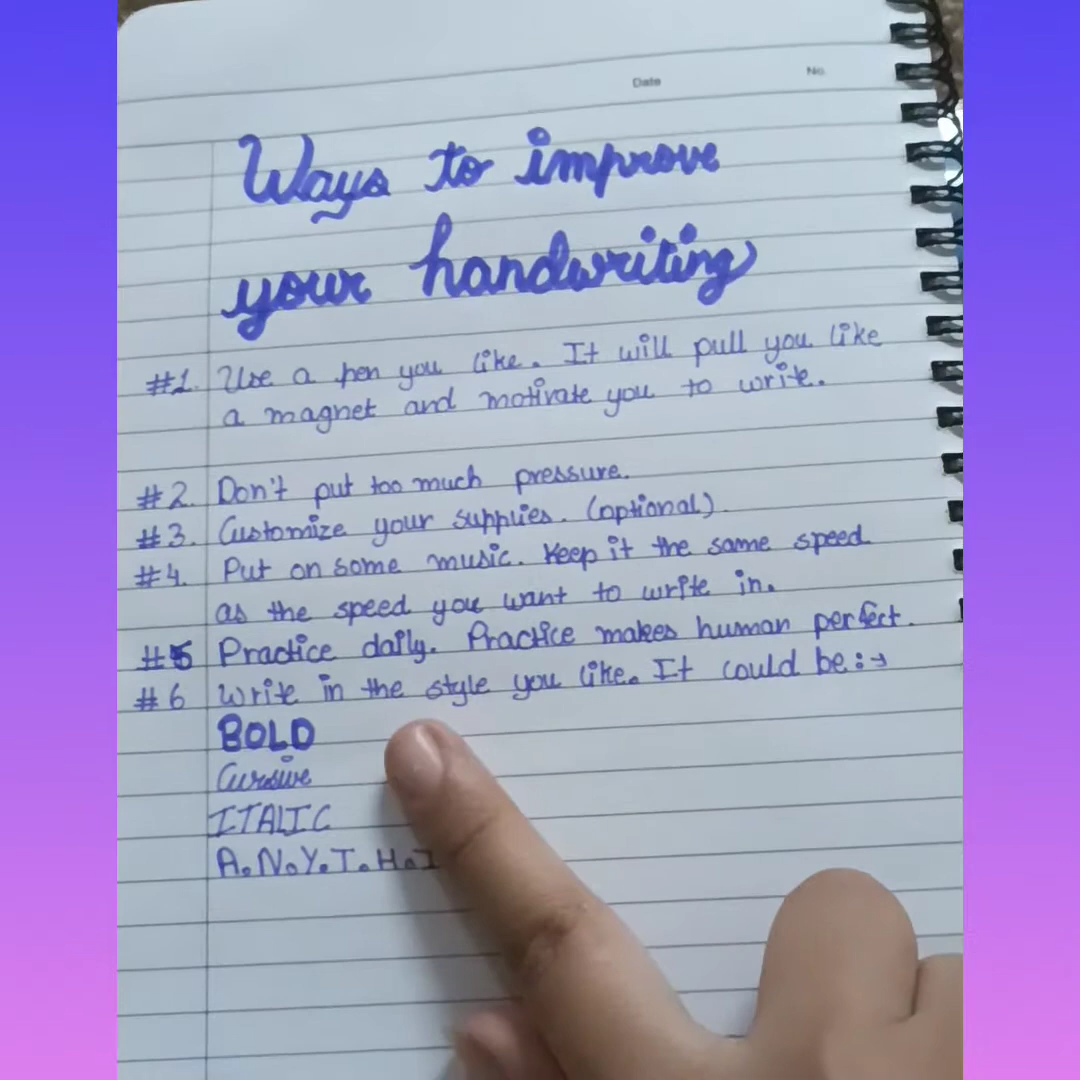 Date No.
Ways to improve
your handwriting
#1. Use a pen you like. It will pull you like
a magnet and motivate you to write.
#2. Don't put too much pressure.
#3. Customize your supplies. (optional).
#4. Put on some music. Keep it the same speed
as the speed you want to write in.
#5 Practice daily. Practice makes human perfect.
#6 Write in the style you like. It could be:→
BOLD
Cursive
ITALIC
A.N.Y.T.H.I